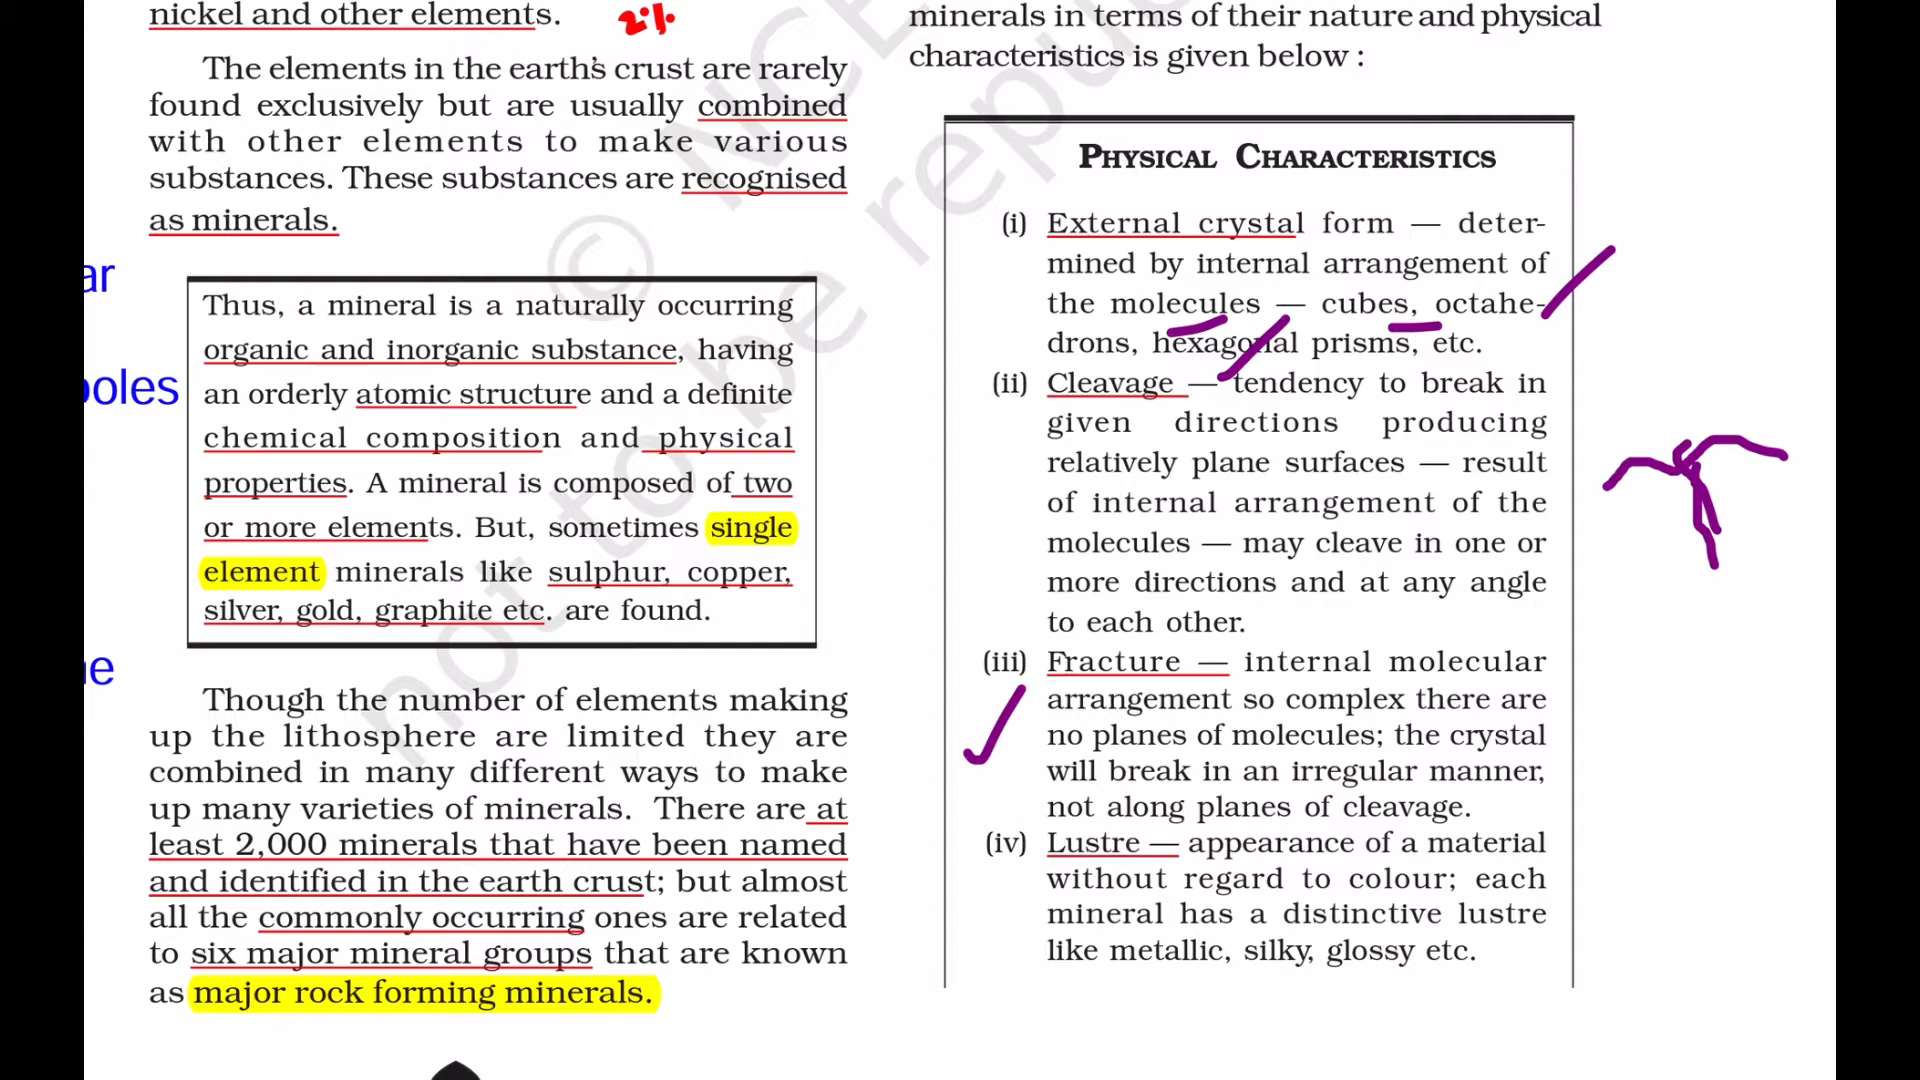 nickel and other elements.
2%
The elements in the earth's crust are rarely
found exclusively but are usually combined
with other elements to make various
substances. These substances are recognised
as minerals.
ar
Thus, a mineral is a naturally occurring
organic and inorganic substance, having
an orderly atomic structure and a definite
chemical composition and physical
properties. A mineral is composed of two
or more elements. But, sometimes single
element minerals like sulphur, copper,
silver, gold, graphite etc. are found.
poles
ne
Though the number of elements making
up the lithosphere are limited they are
combined in many different ways to make
up many varieties of minerals. There are at
least 2,000 minerals that have been named
and identified in the earth crust; but almost
all the commonly occurring ones are related
to six major mineral groups that are known
as major rock forming minerals.
minerals in terms of their nature and physical
characteristics is given below :
PHYSICAL CHARACTERISTICS
(i) External crystal form — deter-
mined by internal arrangement of
the molecules — cubes, octahe-
drons, hexagonal prisms, etc.
(ii) Cleavage — tendency to break in
given directions producing
relatively plane surfaces — result
of internal arrangement of the
molecules — may cleave in one or
more directions and at any angle
to each other.
(iii) Fracture — internal molecular
arrangement so complex there are
no planes of molecules; the crystal
will break in an irregular manner,
not along planes of cleavage.
(iv) Lustre — appearance of a material
without regard to colour; each
mineral has a distinctive lustre
like metallic, silky, glossy etc.
© NCE
not to be repu